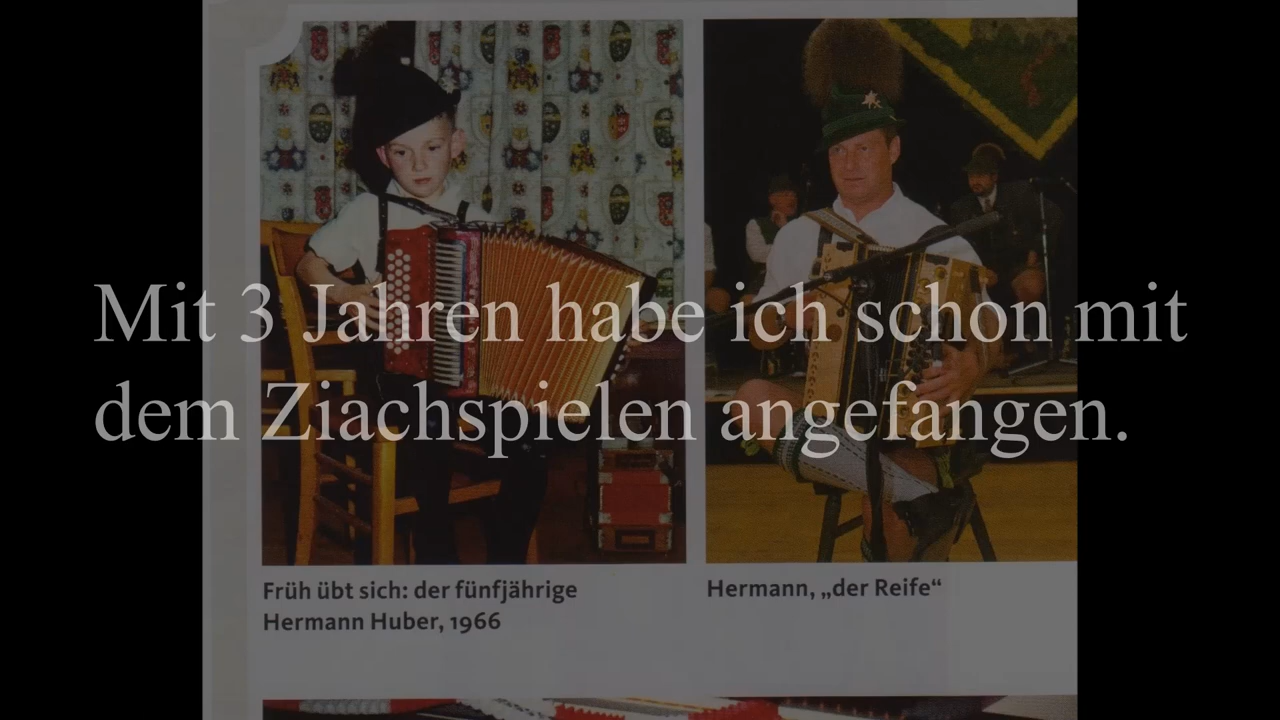 Mit 3 Jahren habe ich schon mit
dem Ziachspielen angefangen.
Früh übt sich: der fünfjährige
Hermann Huber, 1966
Hermann, „der Reife“